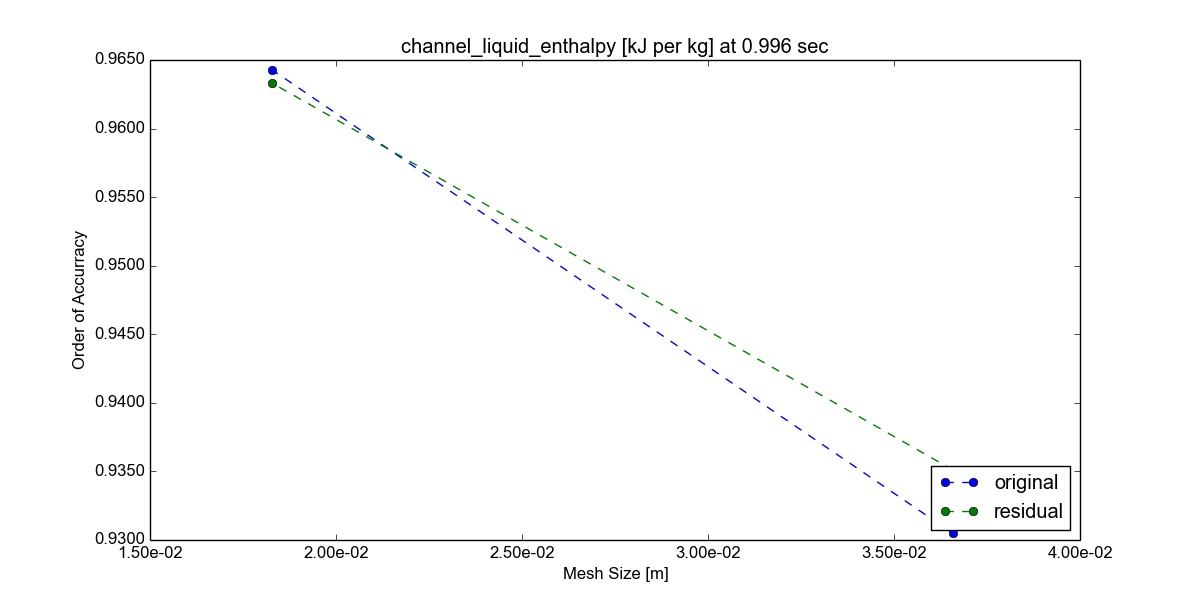 channel_liquid_enthalpy [kJ per kg] at 0.996 sec
0.9650
0.9600
0.9550
0.9500
0.9450
0.9400
0.9350
0.9300
Order of Accurracy
original
residual
1.50e-02 2.00e-02 2.50e-02 3.00e-02 3.50e-02 4.00e-02
Mesh Size [m]